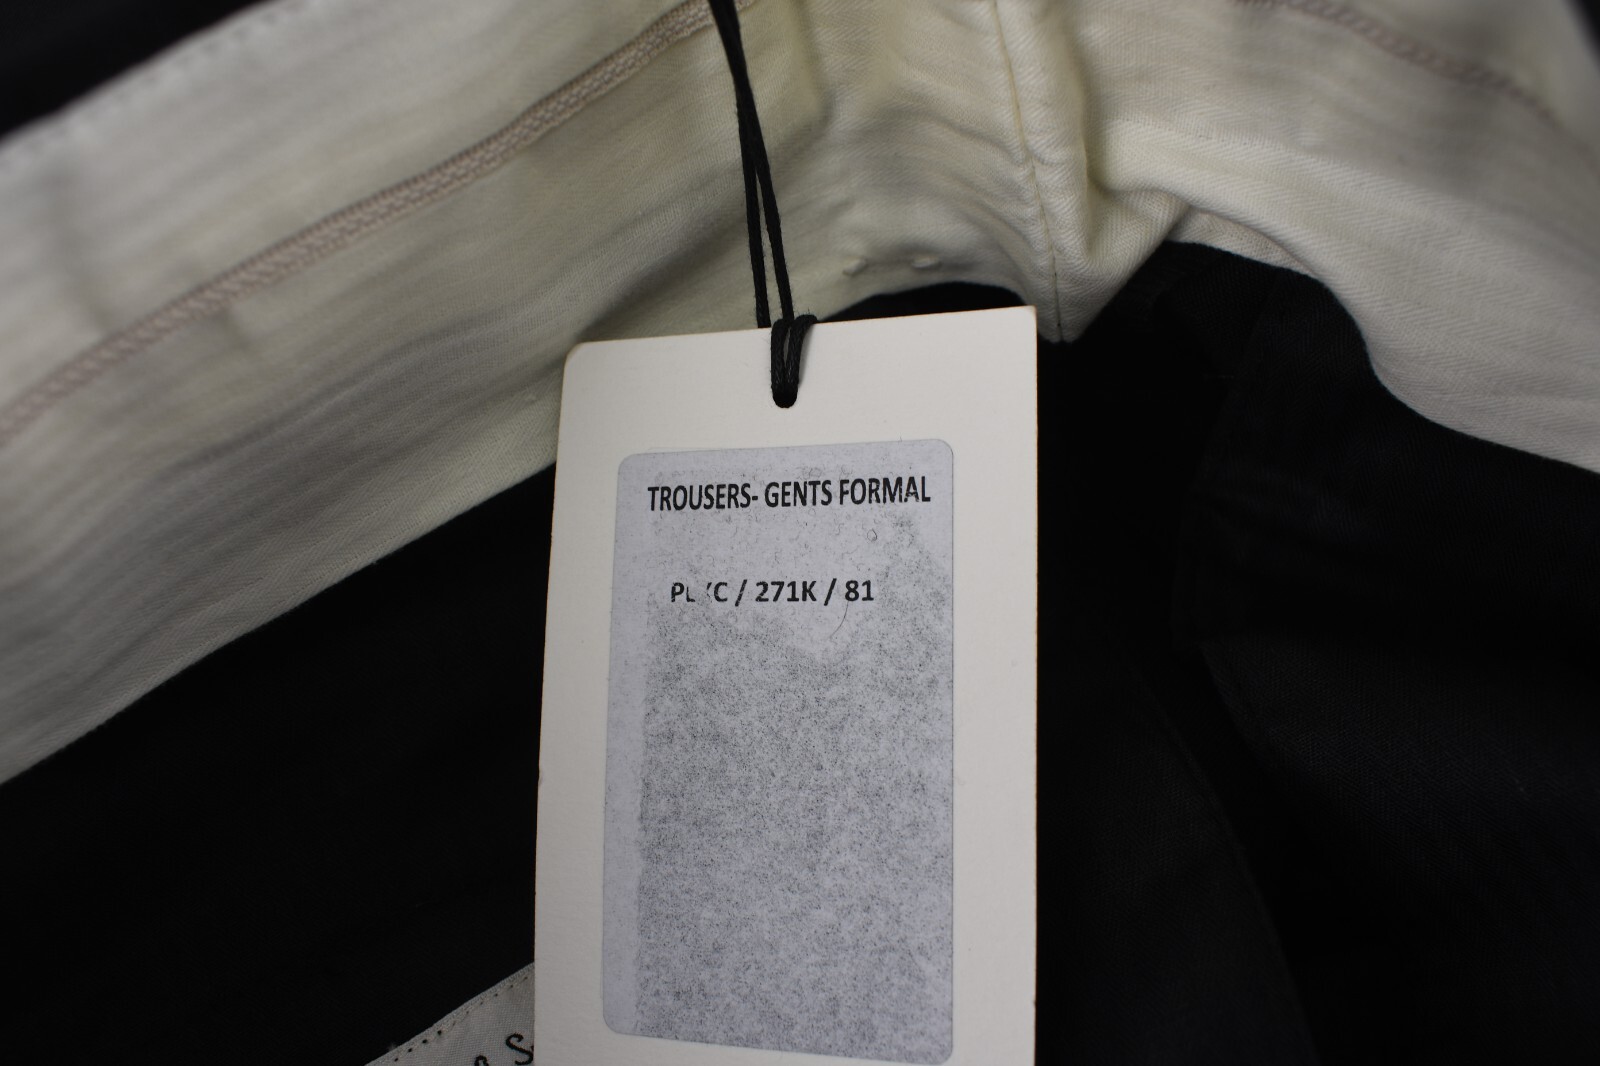 TROUSERS- GENTS FORMAL
/ 271K / 81